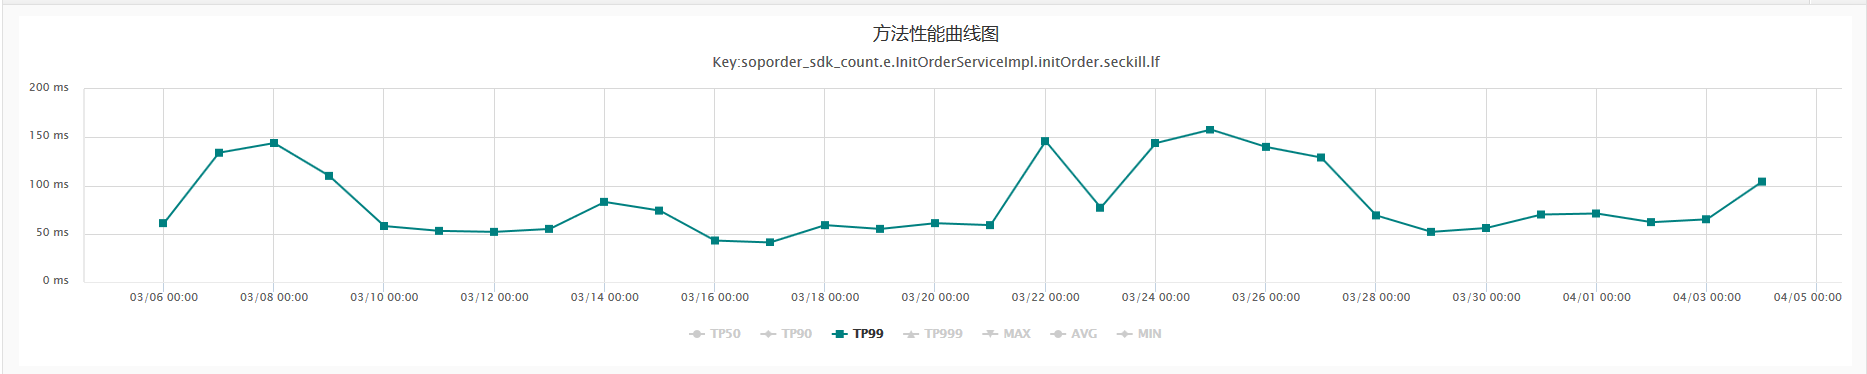 方法性能曲线图
Key:soporder_sdk_count.e.InitOrderServiceImpl.initOrder.seckill.lf
200 ms
150 ms
100 ms
50 ms
0 ms
03/06 00:00 03/08 00:00 03/10 00:00 03/12 00:00 03/14 00:00 03/16 00:00 03/18 00:00 03/20 00:00 03/22 00:00 03/24 00:00 03/26 00:00 03/28 00:00 03/30 00:00 04/01 00:00 04/03 00:00 04/05 00:00
TP50 TP90 TP99 TP999 MAX AVG MIN